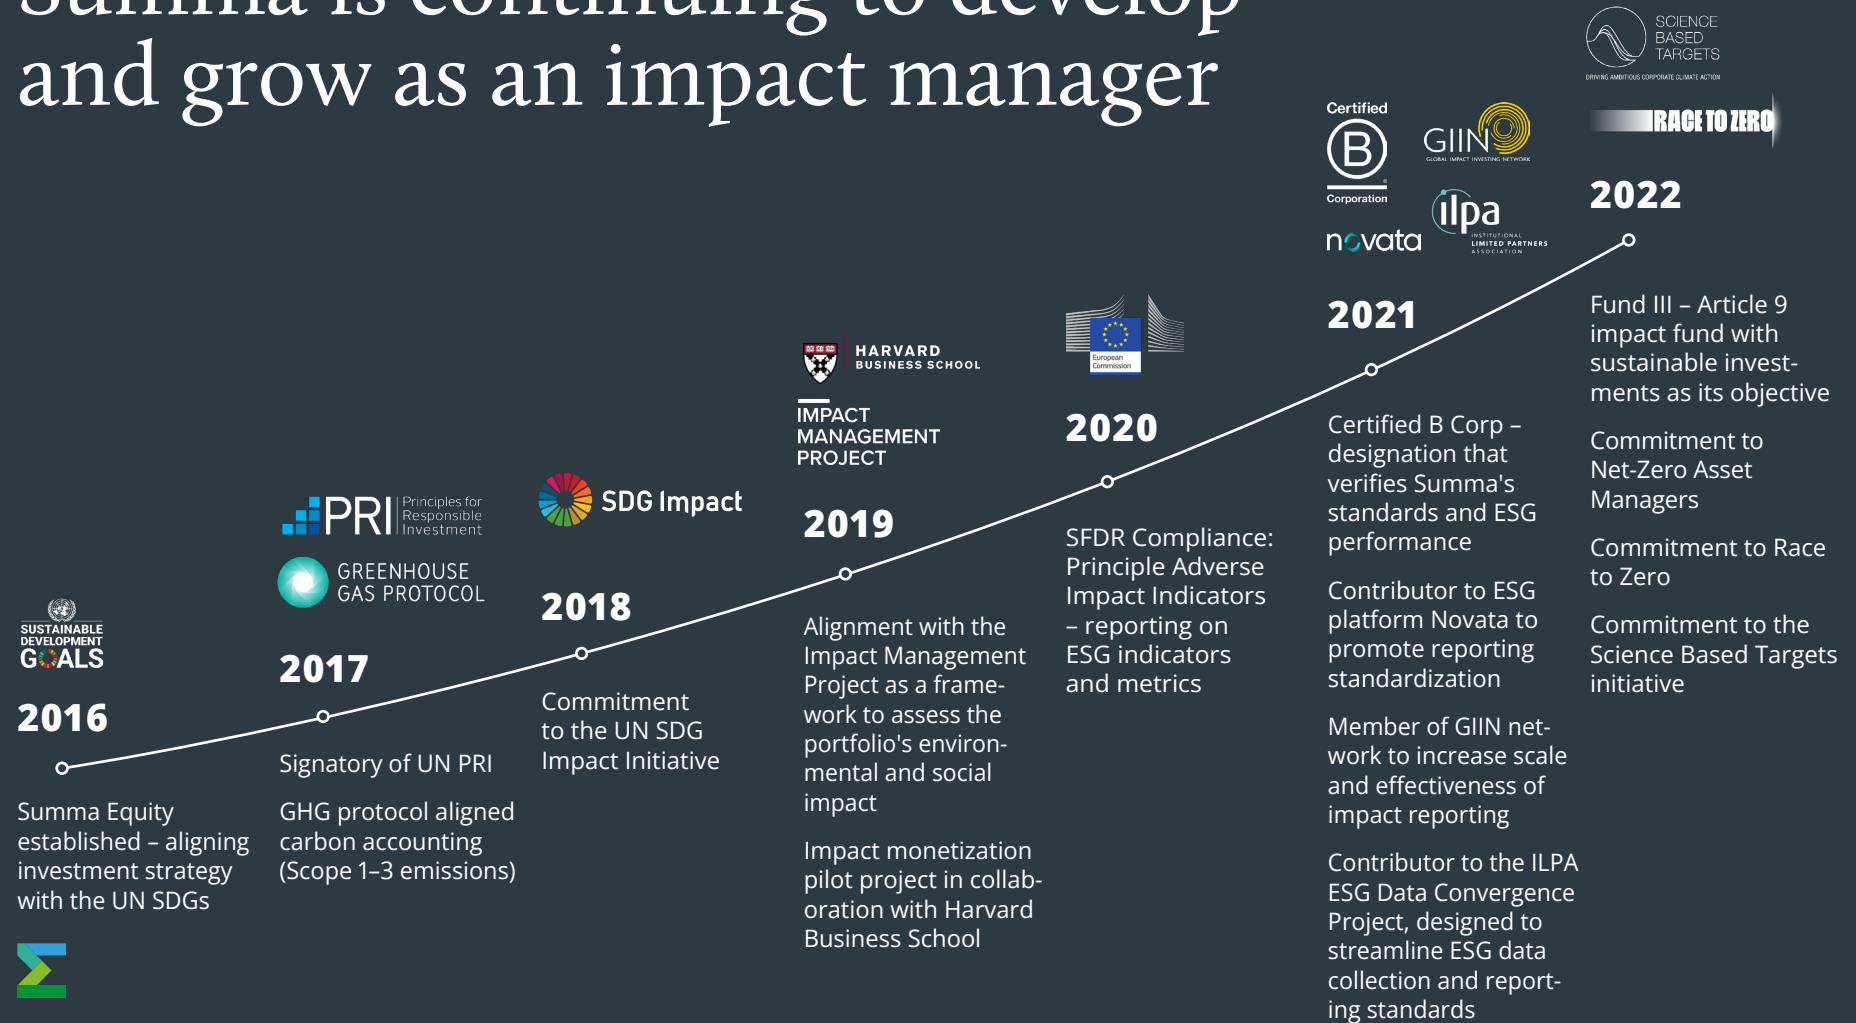 Summa is continuing to develop
and grow as an impact manager
SUSTAINABLE
DEVELOPMENT
GOALS
2016
Summa Equity
established – aligning
investment strategy
with the UN SDGs
PRI
Principles for
Responsible
Investment
GREENHOUSE
GAS PROTOCOL
2017
Signatory of UN PRI
GHG protocol aligned
carbon accounting
(Scope 1–3 emissions)
SDG Impact
2018
Commitment
to the UN SDG
Impact Initiative
HARVARD
BUSINESS SCHOOL
IMPACT
MANAGEMENT
PROJECT
2019
Alignment with the
Impact Management
Project as a frame-
work to assess the
portfolio's environ-
mental and social
impact
Impact monetization
pilot project in collab-
oration with Harvard
Business School
European
Commission
2020
SFDR Compliance:
Principle Adverse
Impact Indicators
– reporting on
ESG indicators
and metrics
Certified
B
®
Corporation
GIIN
GLOBAL IMPACT INVESTING NETWORK
novata
ilpa
INSTITUTIONAL
LIMITED PARTNERS
ASSOCIATION
2021
Certified B Corp –
designation that
verifies Summa's
standards and ESG
performance
Contributor to ESG
platform Novata to
promote reporting
standardization
Member of GIIN net-
work to increase scale
and effectiveness of
impact reporting
Contributor to the ILPA
ESG Data Convergence
Project, designed to
streamline ESG data
collection and report-
ing standards
SCIENCE
BASED
TARGETS
DRIVING AMBITIOUS CORPORATE CLIMATE ACTION
RACE TO ZERO
2022
Fund III – Article 9
impact fund with
sustainable invest-
ments as its objective
Commitment to
Net-Zero Asset
Managers
Commitment to Race
to Zero
Commitment to the
Science Based Targets
initiative